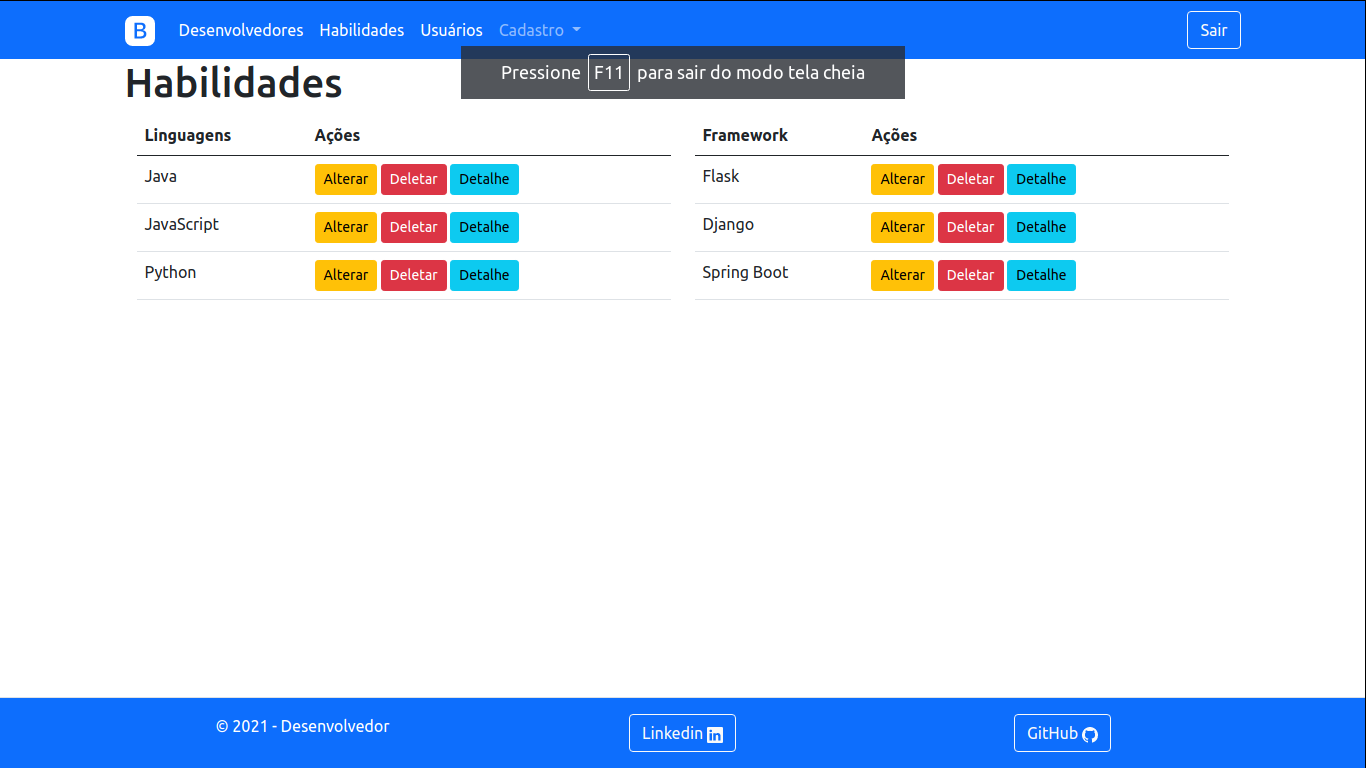 B Desenvolvedores Habilidades Usuários Cadastro Sair
Pressione F11 para sair do modo tela cheia
Habilidades
Linguagens Ações Framework Ações
Java Alterar Deletar Detalhe Flask Alterar Deletar Detalhe
JavaScript Alterar Deletar Detalhe Django Alterar Deletar Detalhe
Python Alterar Deletar Detalhe Spring Boot Alterar Deletar Detalhe
© 2021 - Desenvolvedor Linkedin in GitHub